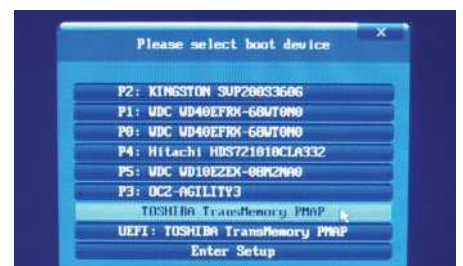 X
Please select boot device
P2: KINGSTON SVP200S3606
P1: WDC WD40EFRX-68WT0N0
P0: WDC WD40EFRX-68WT0N0
P4: Hitachi HDS721010CLA332
P5: WDC WD10EZEX-08M2NA0
P3: OCZ-AGILITY3
TOSHIBA TransMemory PMAP
UEFI: TOSHIBA TransMemory PMAP
Enter Setup